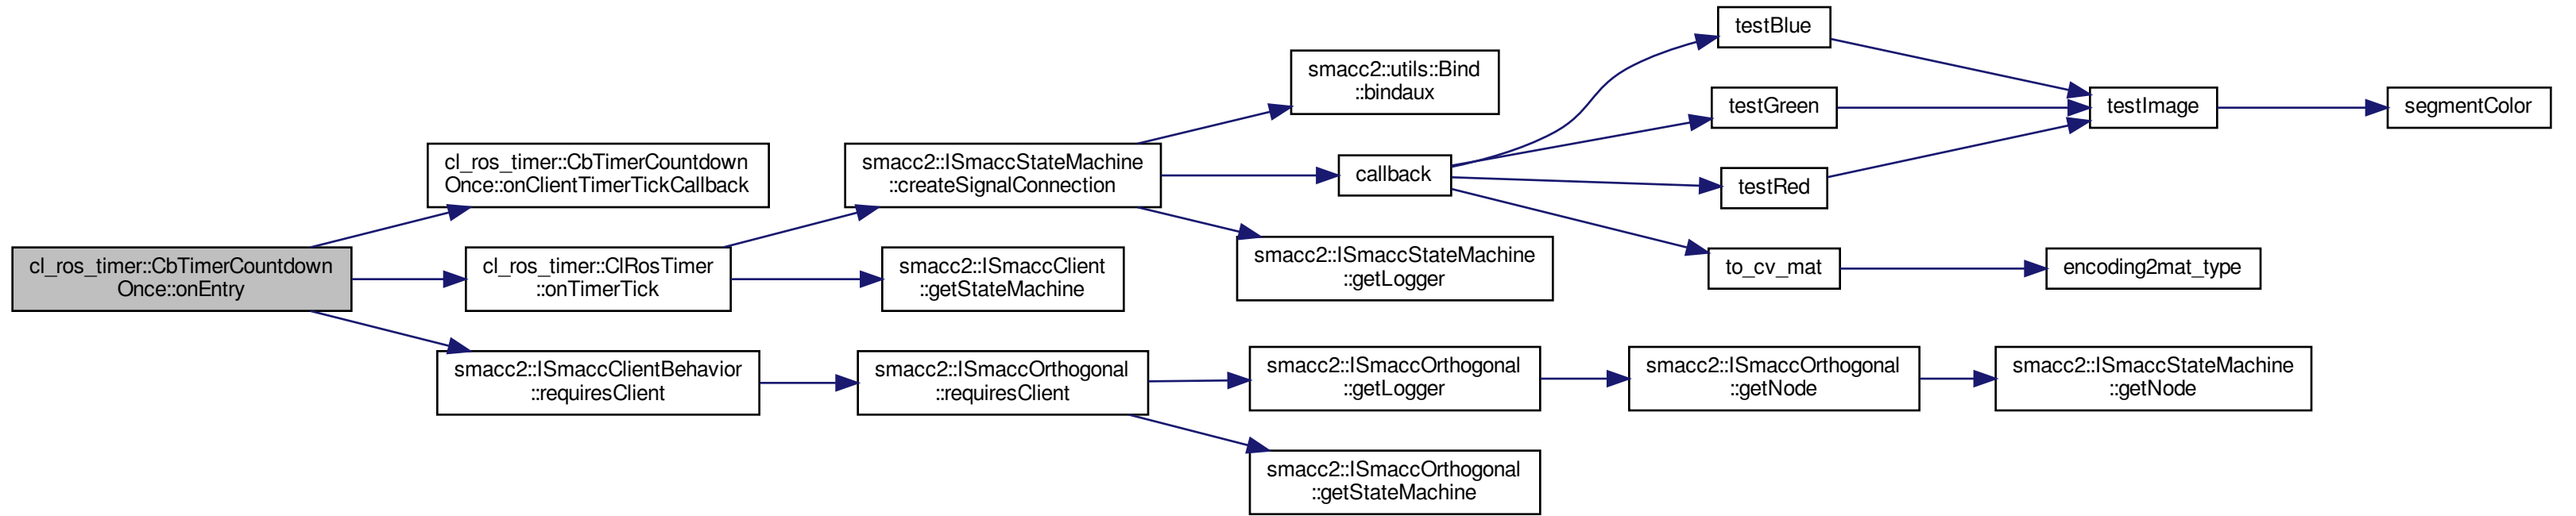 cl_ros_timer::CbTimerCountdown
Once::onEntry
cl_ros_timer::CbTimerCountdown
Once::onClientTimerTickCallback
cl_ros_timer::ClRosTimer
::onTimerTick
smacc2::ISmaccClientBehavior
::requiresClient
smacc2::ISmaccStateMachine
::createSignalConnection
smacc2::ISmaccClient
::getStateMachine
smacc2::ISmaccOrthogonal
::requiresClient
smacc2::utils::Bind
::bindaux
callback
smacc2::ISmaccStateMachine
::getLogger
smacc2::ISmaccOrthogonal
::getLogger
smacc2::ISmaccOrthogonal
::getStateMachine
testBlue
testGreen
testRed
to_cv_mat
smacc2::ISmaccOrthogonal
::getNode
testImage
encoding2mat_type
smacc2::ISmaccStateMachine
::getNode
segmentColor